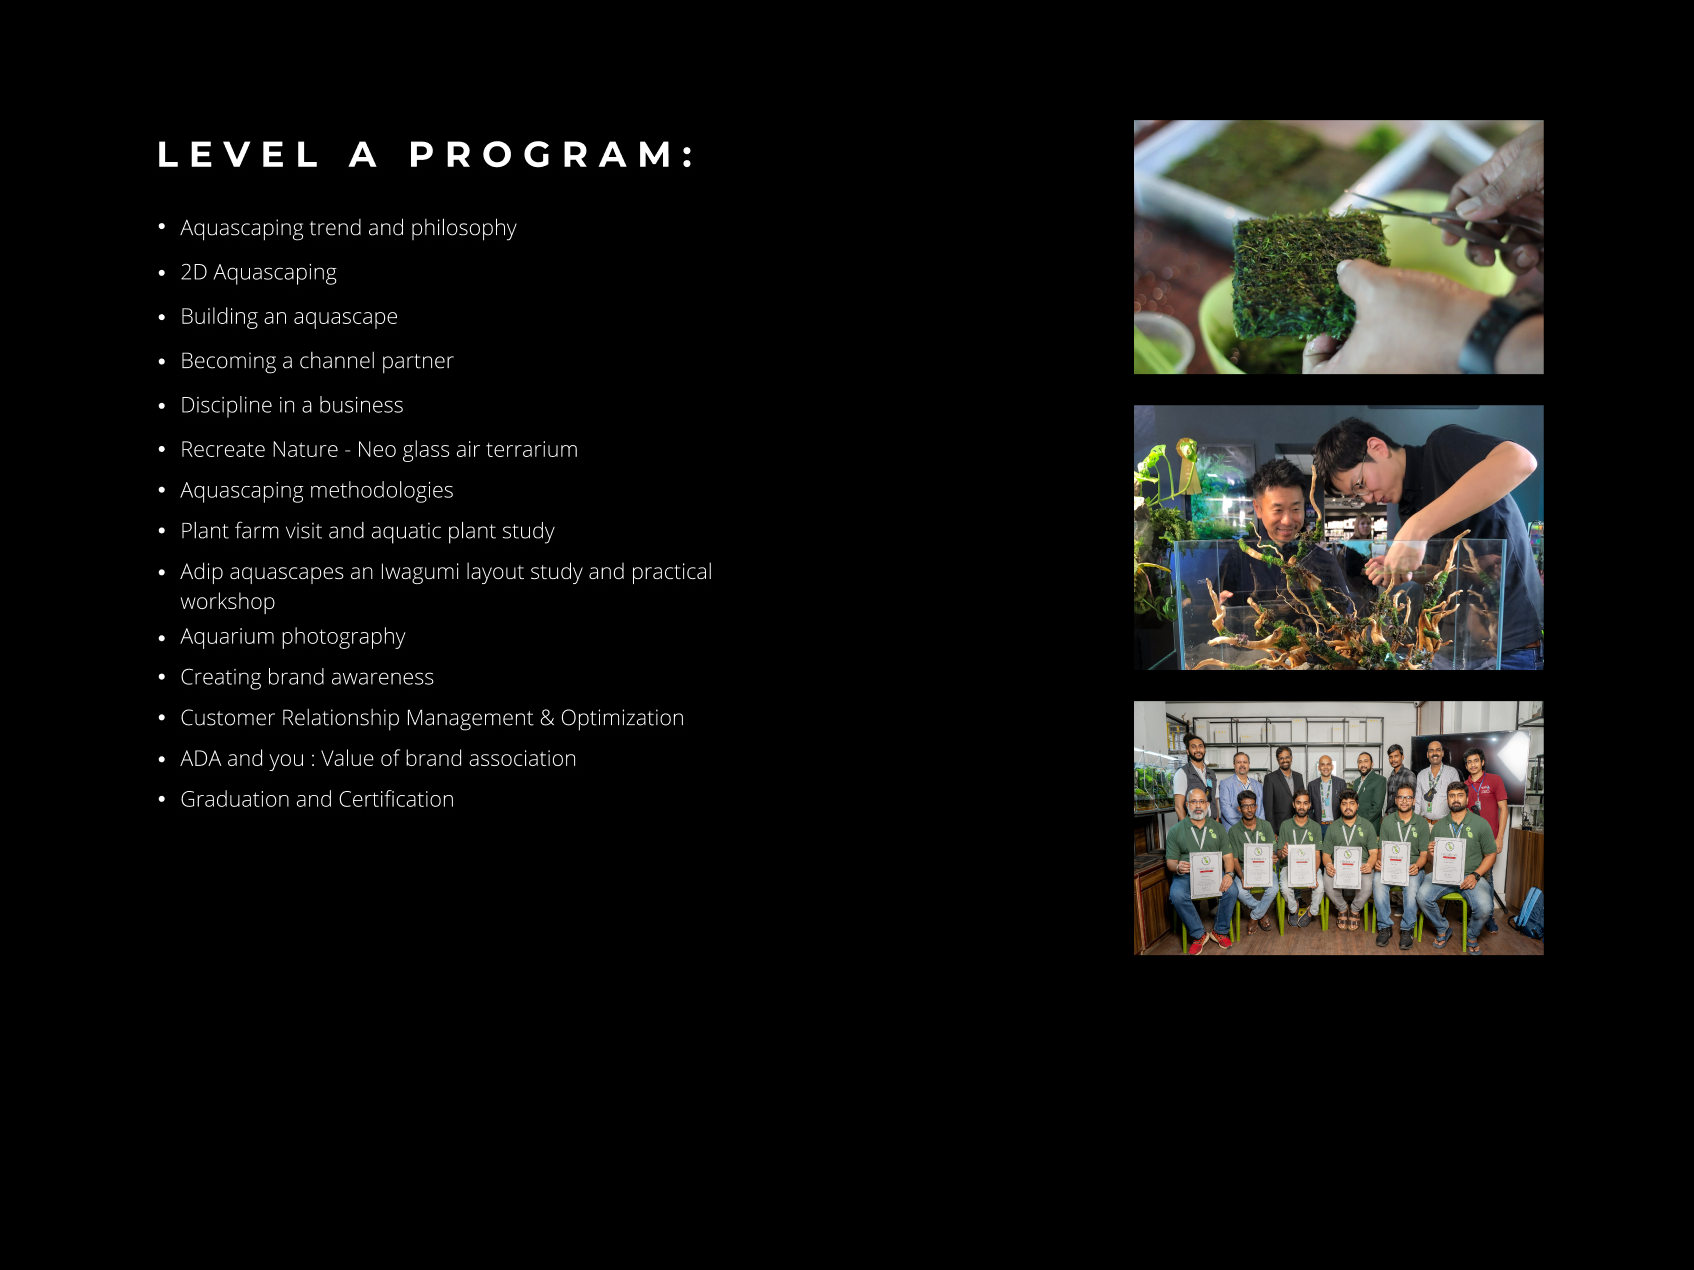 LEVEL A PROGRAM:
• Aquascaping trend and philosophy
• 2D Aquascaping
• Building an aquascape
• Becoming a channel partner
• Discipline in a business
• Recreate Nature - Neo glass air terrarium
• Aquascaping methodologies
• Plant farm visit and aquatic plant study
• Adip aquascapes an Iwagumi layout study and practical
workshop
• Aquarium photography
• Creating brand awareness
• Customer Relationship Management & Optimization
• ADA and you : Value of brand association
• Graduation and Certification